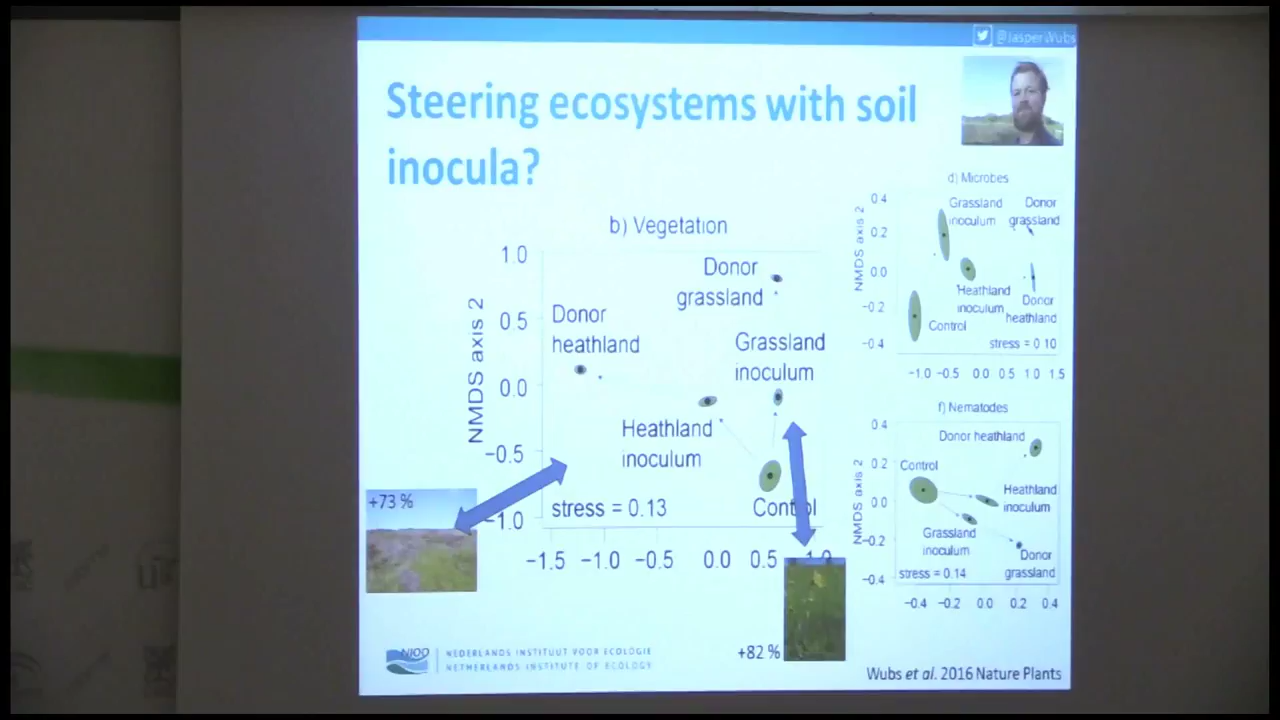 @JasperWubs
Steering ecosystems with soil
inocula?
b) Vegetation
1.0
0.5
0.0
−0.5
−1.0
NMDS axis 2
Donor
grassland
Donor
heathland
Grassland
inoculum
Heathland
inoculum
stress = 0.13
Control
−1.5 −1.0 −0.5 0.0 0.5 1.0
+73 %
+82 %
d) Microbes
0.4
0.2
0.0
−0.2
−0.4
NMDS axis 2
Grassland
inoculum
Donor
grassland
Heathland
inoculum
Donor
heathland
Control
stress = 0.10
−1.0 −0.5 0.0 0.5 1.0 1.5
f) Nematodes
0.4
0.2
0.0
−0.2
−0.4
NMDS axis 2
Donor heathland
Control
Heathland
inoculum
Grassland
inoculum
Donor
grassland
stress = 0.14
−0.4 −0.2 0.0 0.2 0.4
NIOO
NEDERLANDS INSTITUUT VOOR ECOLOGIE
NETHERLANDS INSTITUTE OF ECOLOGY
Wubs et al. 2016 Nature Plants